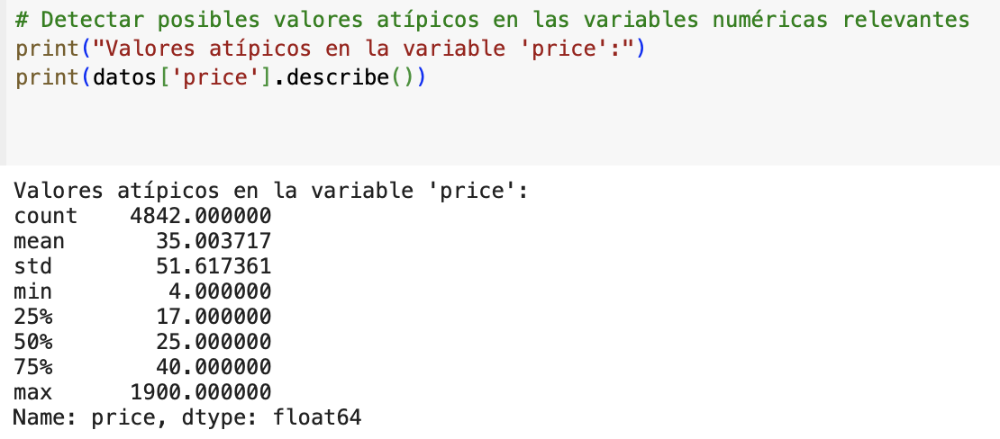 # Detectar posibles valores atípicos en las variables numéricas relevantes
print("Valores atípicos en la variable 'price':")
print(datos['price'].describe())
Valores atípicos en la variable 'price':
count    4842.000000
mean       35.003717
std        51.617361
min         4.000000
25%        17.000000
50%        25.000000
75%        40.000000
max      1900.000000
Name: price, dtype: float64